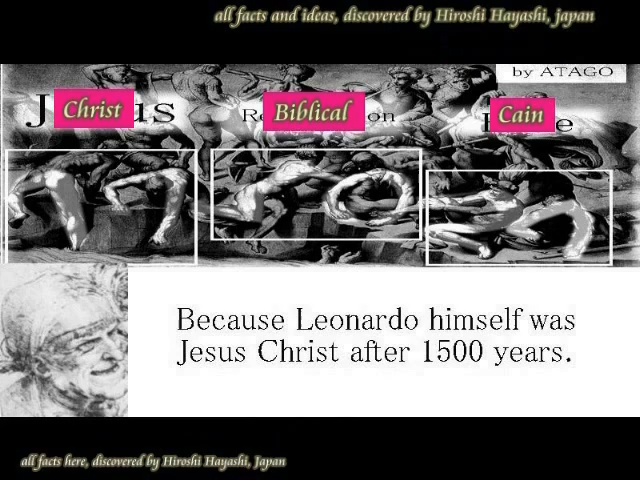 all facts and ideas, discovered by Hiroshi Hayashi, japan
by ATAGO
Christ
Biblical
Cain
Because Leonardo himself was
Jesus Christ after 1500 years.
all facts here, discovered by Hiroshi Hayashi, Japan